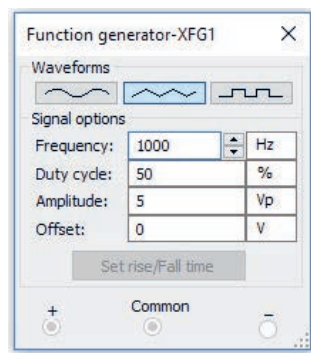 Function generator-XFG1
Waveforms
Signal options
Frequency: 1000 Hz
Duty cycle: 50 %
Amplitude: 5 Vp
Offset: 0 V
Set rise/Fall time
+ Common -